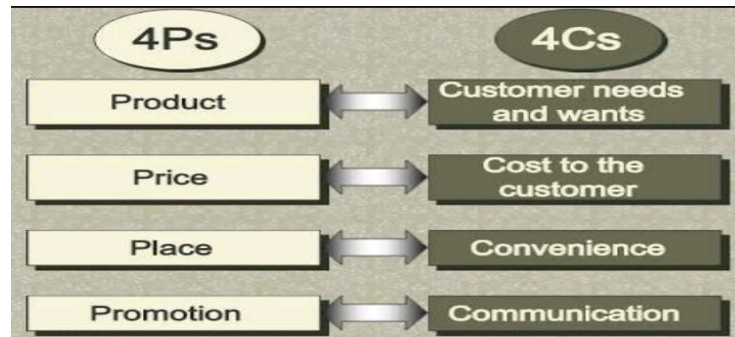 4Ps
4Cs
Product
Customer needs
and wants
Price
Cost to the
customer
Place
Convenience
Promotion
Communication